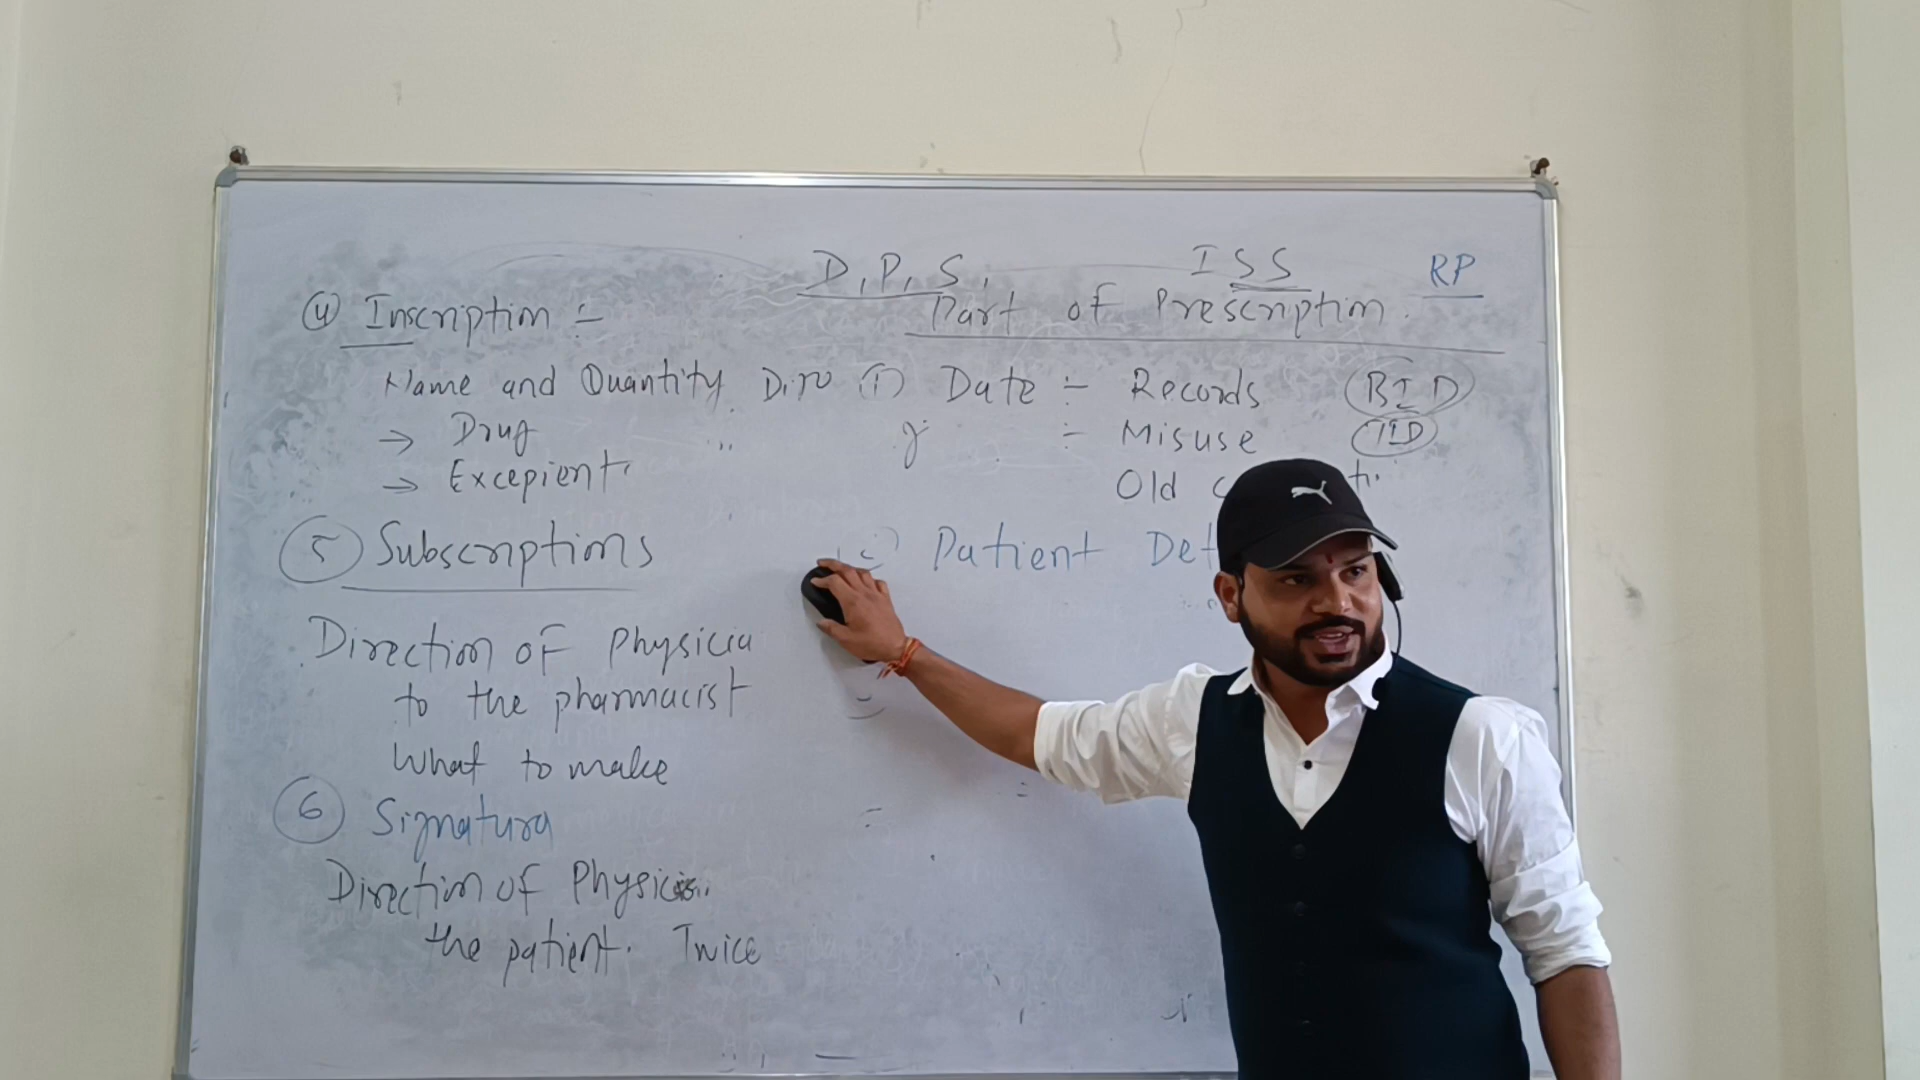 D, P, S, ISS RP
Part of Prescription.
① Date :- Records BID
:- Misuse TID
Old
Patient Det
④ Inscription :-
Name and Quantity
→ Drug
→ Excepient
⑤ Subscriptions
Direction of Physicia
to the pharmacist
What to make
⑥ Signatura
Direction of Physici
the patient. Twice